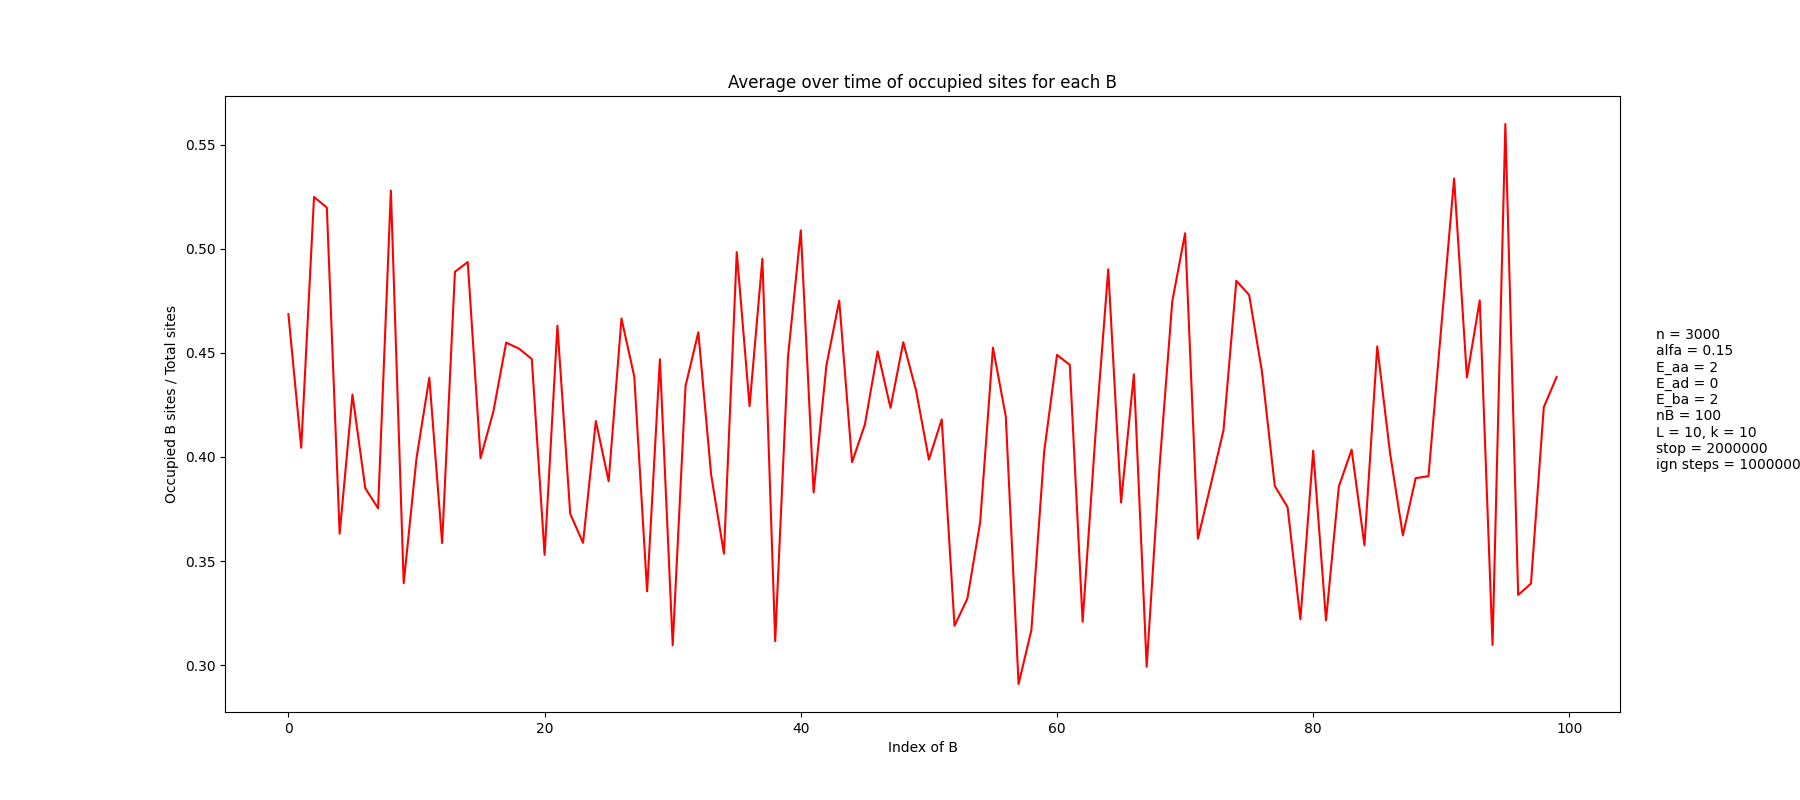 Average over time of occupied sites for each B
Occupied B sites / Total sites
0.55
0.50
0.45
0.40
0.35
0.30
0 20 40 60 80 100
Index of B
n = 3000
alfa = 0.15
E_aa = 2
E_ad = 0
E_ba = 2
nB = 100
L = 10, k = 10
stop = 2000000
ign steps = 1000000